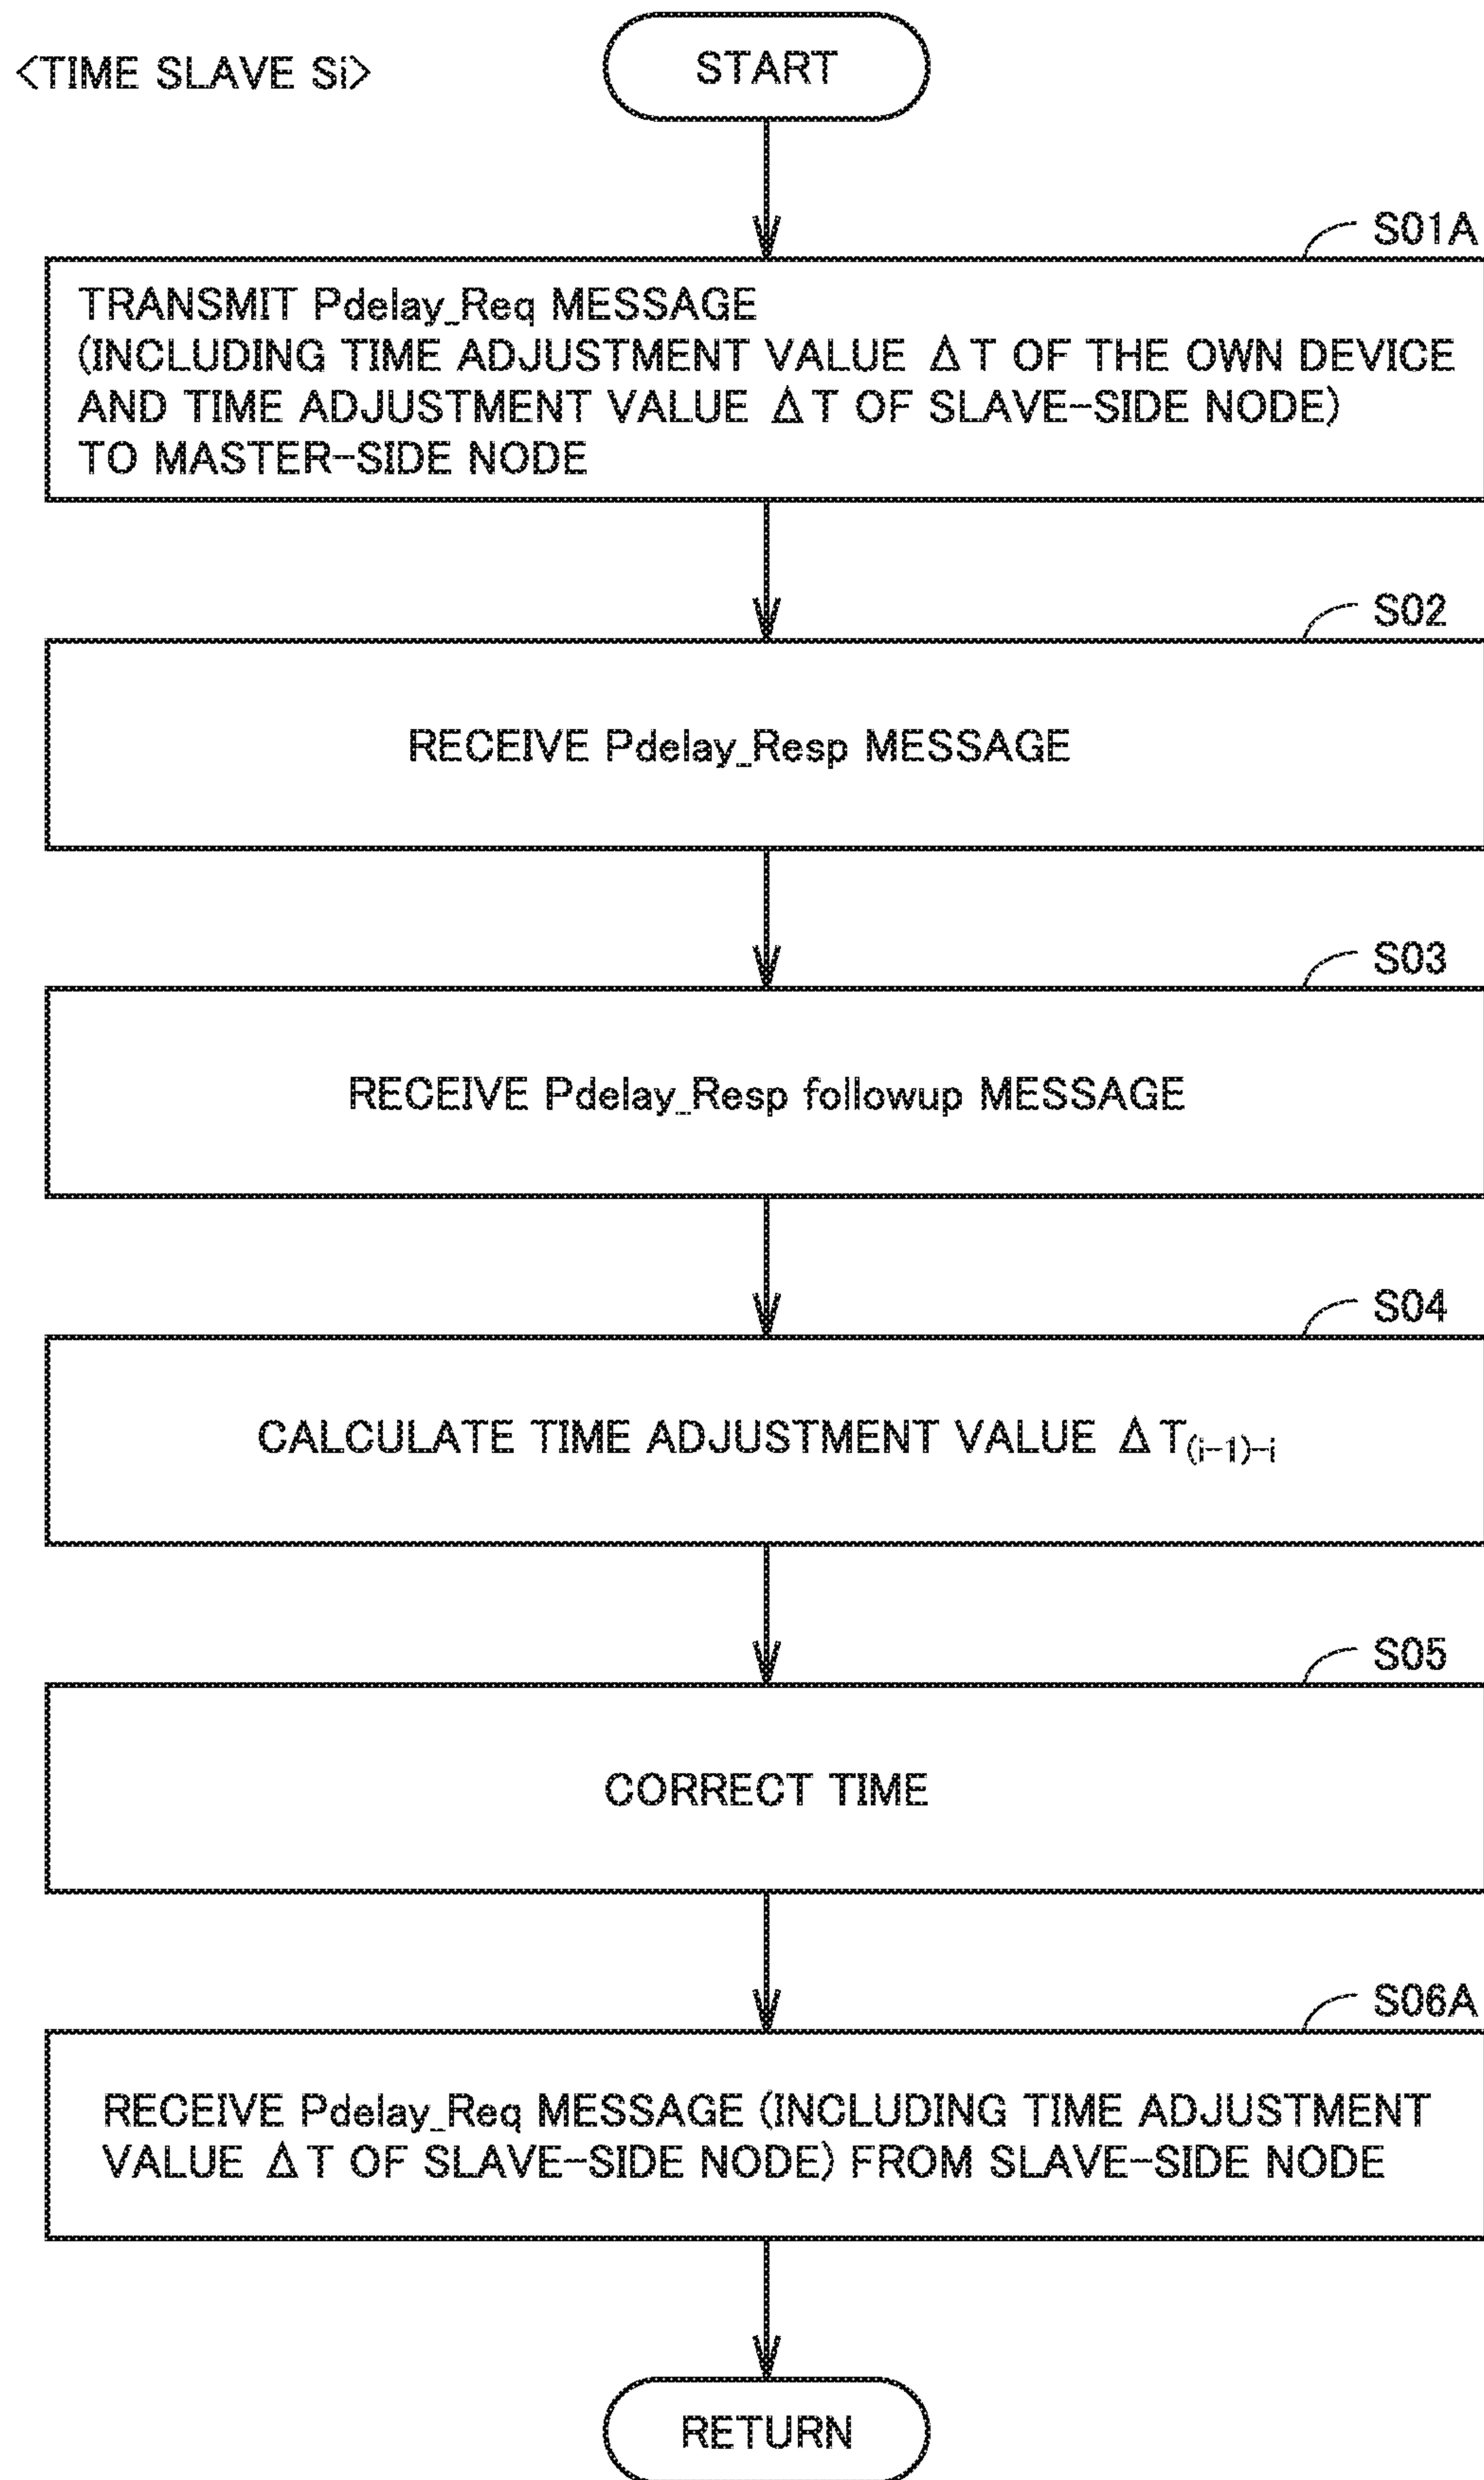 <TIME SLAVE Si>
START
S01A
TRANSMIT Pdelay_Req MESSAGE
(INCLUDING TIME ADJUSTMENT VALUE ΔT OF THE OWN DEVICE
AND TIME ADJUSTMENT VALUE ΔT OF SLAVE-SIDE NODE)
TO MASTER-SIDE NODE
S02
RECEIVE Pdelay_Resp MESSAGE
S03
RECEIVE Pdelay_Resp followup MESSAGE
S04
CALCULATE TIME ADJUSTMENT VALUE ΔT(i-1)-i
S05
CORRECT TIME
S06A
RECEIVE Pdelay_Req MESSAGE (INCLUDING TIME ADJUSTMENT
VALUE ΔT OF SLAVE-SIDE NODE) FROM SLAVE-SIDE NODE
RETURN